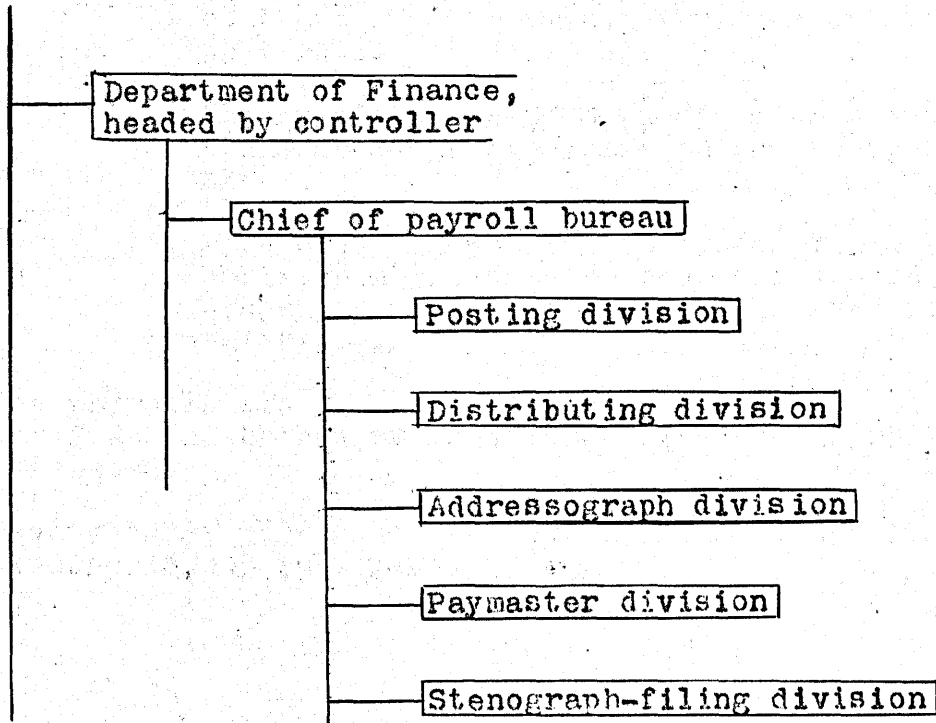 Department of Finance,
headed by controller
Chief of payroll bureau
Posting division
Distributing division
Addressograph division
Paymaster division
Stenograph-filing division